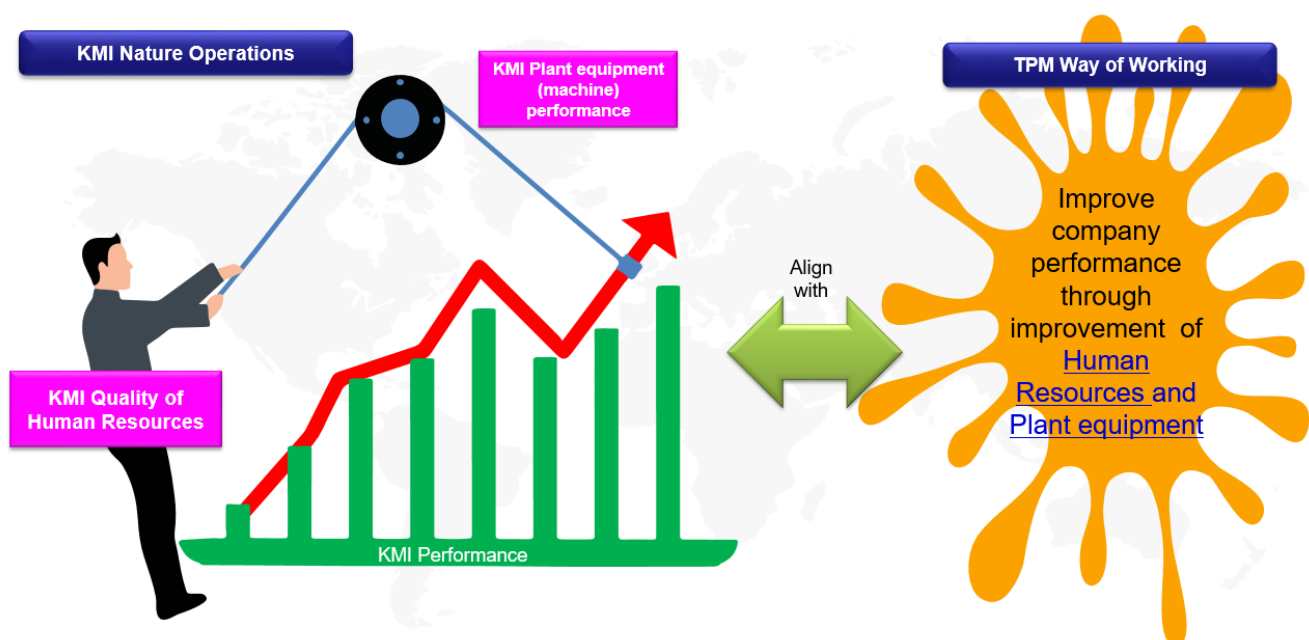 KMI Nature Operations
KMI Plant equipment
(machine)
performance
KMI Quality of
Human Resources
KMI Performance
Align
with
TPM Way of Working
Improve
company
performance
through
improvement of
Human
Resources and
Plant equipment